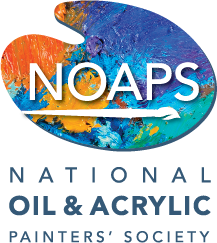 NOAPS
NATIONAL
OIL & ACRYLIC
PAINTERS' SOCIETY